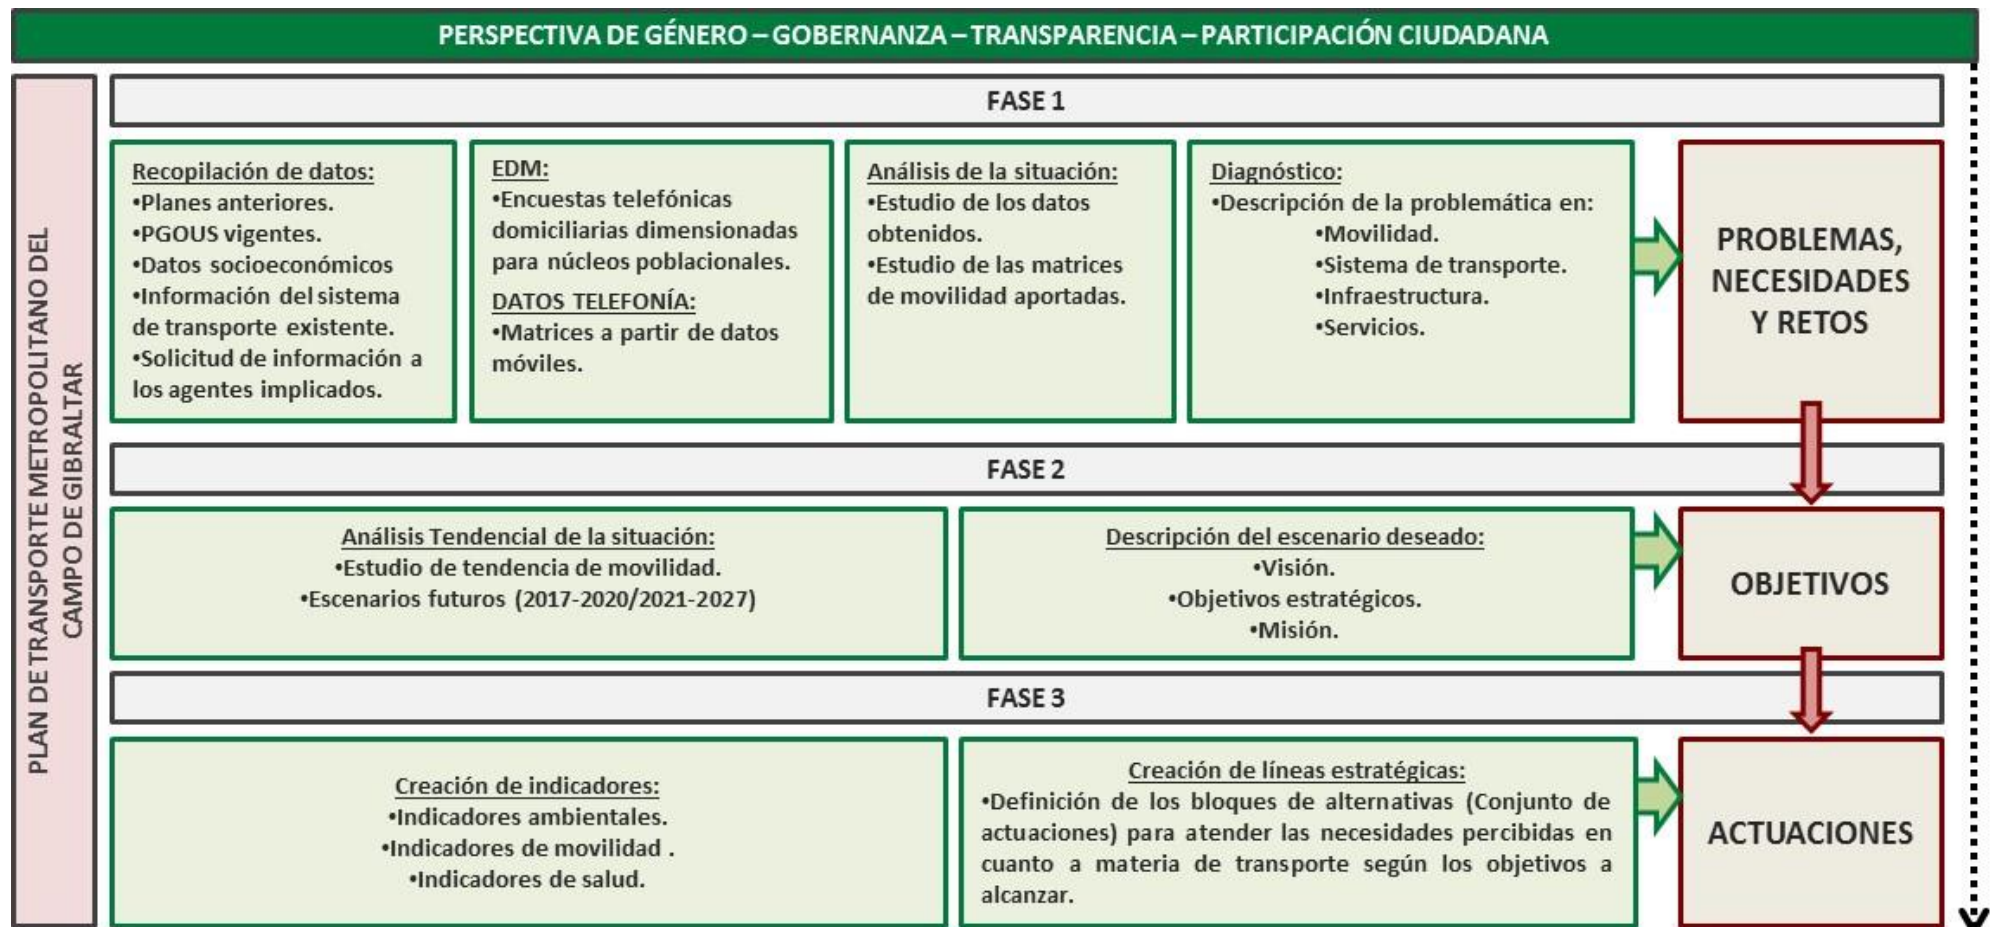 PERSPECTIVA DE GÉNERO – GOBERNANZA – TRANSPARENCIA – PARTICIPACIÓN CIUDADANA
PLAN DE TRANSPORTE METROPOLITANO DEL
CAMPO DE GIBRALTAR
FASE 1
Recopilación de datos:
•Planes anteriores.
•PGOUS vigentes.
•Datos socioeconómicos
•Información del sistema
de transporte existente.
•Solicitud de información a
los agentes implicados.
EDM:
•Encuestas telefónicas
domiciliarias dimensionadas
para núcleos poblacionales.
DATOS TELEFONÍA:
•Matrices a partir de datos
móviles.
Análisis de la situación:
•Estudio de los datos
obtenidos.
•Estudio de las matrices
de movilidad aportadas.
Diagnóstico:
•Descripción de la problemática en:
•Movilidad.
•Sistema de transporte.
•Infraestructura.
•Servicios.
PROBLEMAS,
NECESIDADES
Y RETOS
FASE 2
Análisis Tendencial de la situación:
•Estudio de tendencia de movilidad.
•Escenarios futuros (2017-2020/2021-2027)
Descripción del escenario deseado:
•Visión.
•Objetivos estratégicos.
•Misión.
OBJETIVOS
FASE 3
Creación de indicadores:
•Indicadores ambientales.
•Indicadores de movilidad .
•Indicadores de salud.
Creación de líneas estratégicas:
•Definición de los bloques de alternativas (Conjunto de
actuaciones) para atender las necesidades percibidas en
cuanto a materia de transporte según los objetivos a
alcanzar.
ACTUACIONES